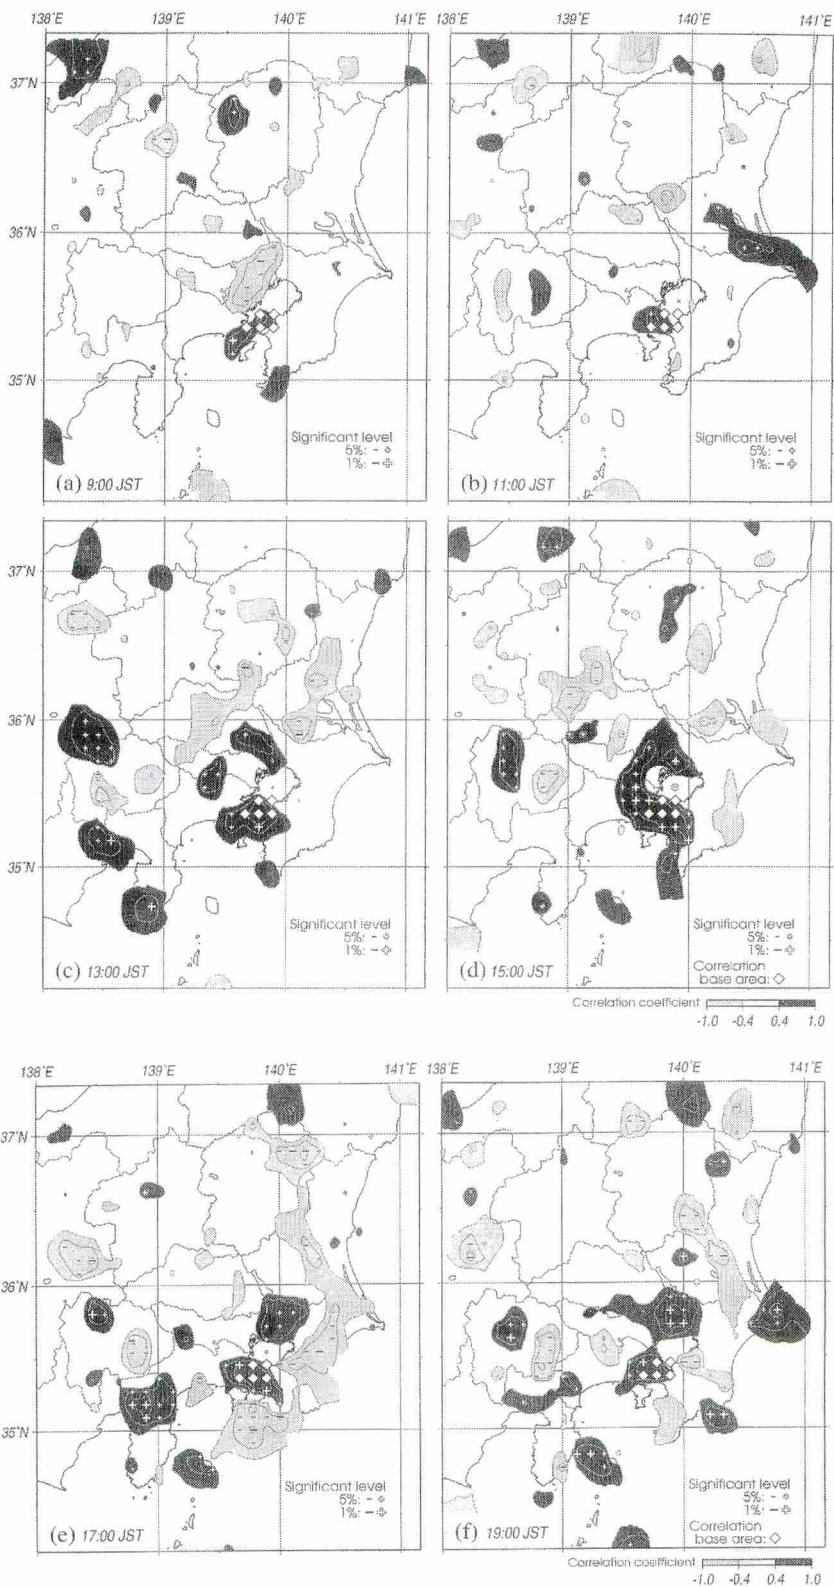 138°E 139°E 140°E 141°E 138°E 139°E 140°E 141°E
37°N 37°N
36°N 36°N
35°N 35°N
Significant level Significant level
5%: 5%:
1%: 1%:
(a) 9:00 JST (b) 11:00 JST
37°N 37°N
36°N 36°N
35°N 35°N
Significant level Significant level
5%: 5%:
1%: 1%:
Correlation
base area:
(c) 13:00 JST (d) 15:00 JST
Correlation coefficient
-1.0 -0.4 0.4 1.0
138°E 139°E 140°E 141°E 138°E 139°E 140°E 141°E
37°N 37°N
36°N 36°N
35°N 35°N
Significant level Significant level
5%: 5%:
1%: 1%:
Correlation
base area:
(e) 17:00 JST (f) 19:00 JST
Correlation coefficient
-1.0 -0.4 0.4 1.0